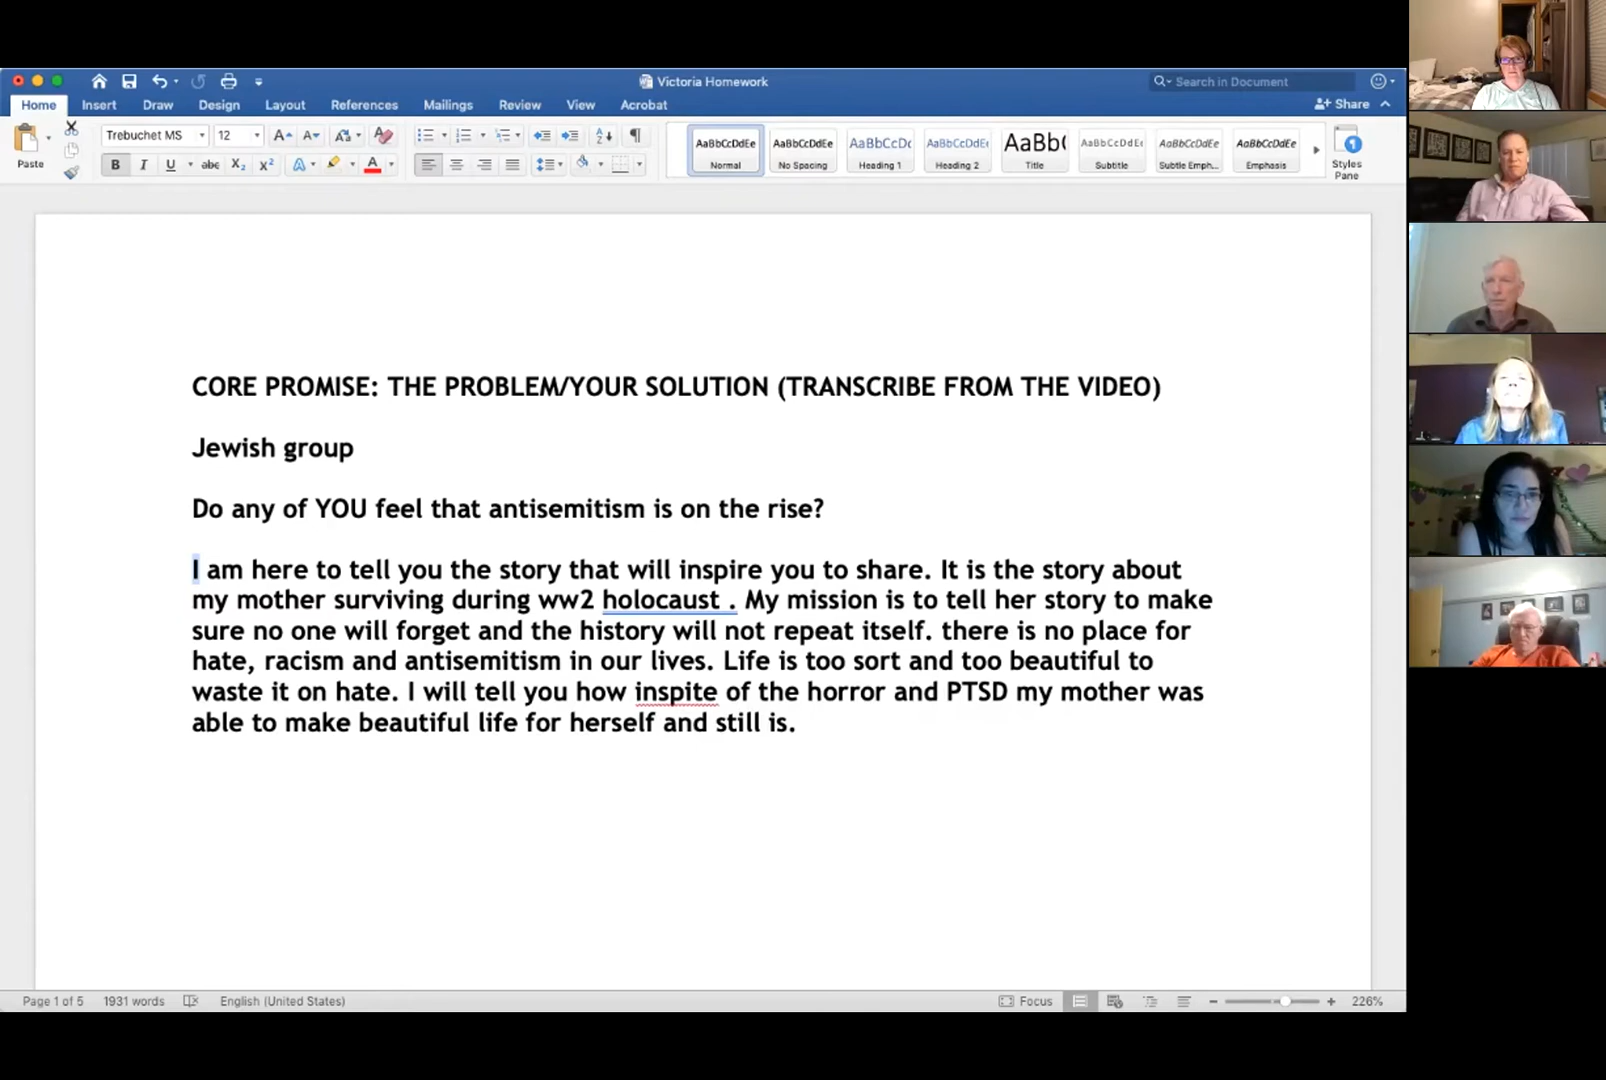 Victoria Homework
Search in Document
Home Insert Draw Design Layout References Mailings Review View Acrobat
Share
Paste
Trebuchet MS 12
AaBbCcDdEe AaBbCcDdEe AaBbCcDc AaBbCcDdEe AaBb( AaBbCcDdEe AaBbCcDdEe AaBbCcDdEe
Normal No Spacing Heading 1 Heading 2 Title Subtitle Subtle Emph... Emphasis
Styles
Pane
CORE PROMISE: THE PROBLEM/YOUR SOLUTION (TRANSCRIBE FROM THE VIDEO)
Jewish group
Do any of YOU feel that antisemitism is on the rise?
I am here to tell you the story that will inspire you to share. It is the story about
my mother surviving during ww2 holocaust . My mission is to tell her story to make
sure no one will forget and the history will not repeat itself. there is no place for
hate, racism and antisemitism in our lives. Life is too sort and too beautiful to
waste it on hate. I will tell you how inspite of the horror and PTSD my mother was
able to make beautiful life for herself and still is.
Page 1 of 5 1931 words English (United States) Focus 226%